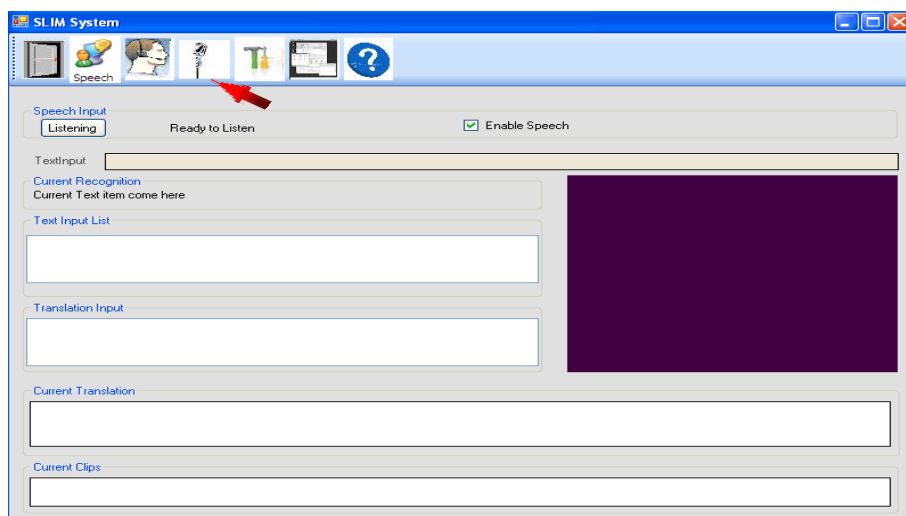 SLIM System
Speech
?
Speech Input
Listening Ready to Listen Enable Speech
TextInput
Current Recognition
Current Text item come here
Text Input List
Translation Input
Current Translation
Current Clips